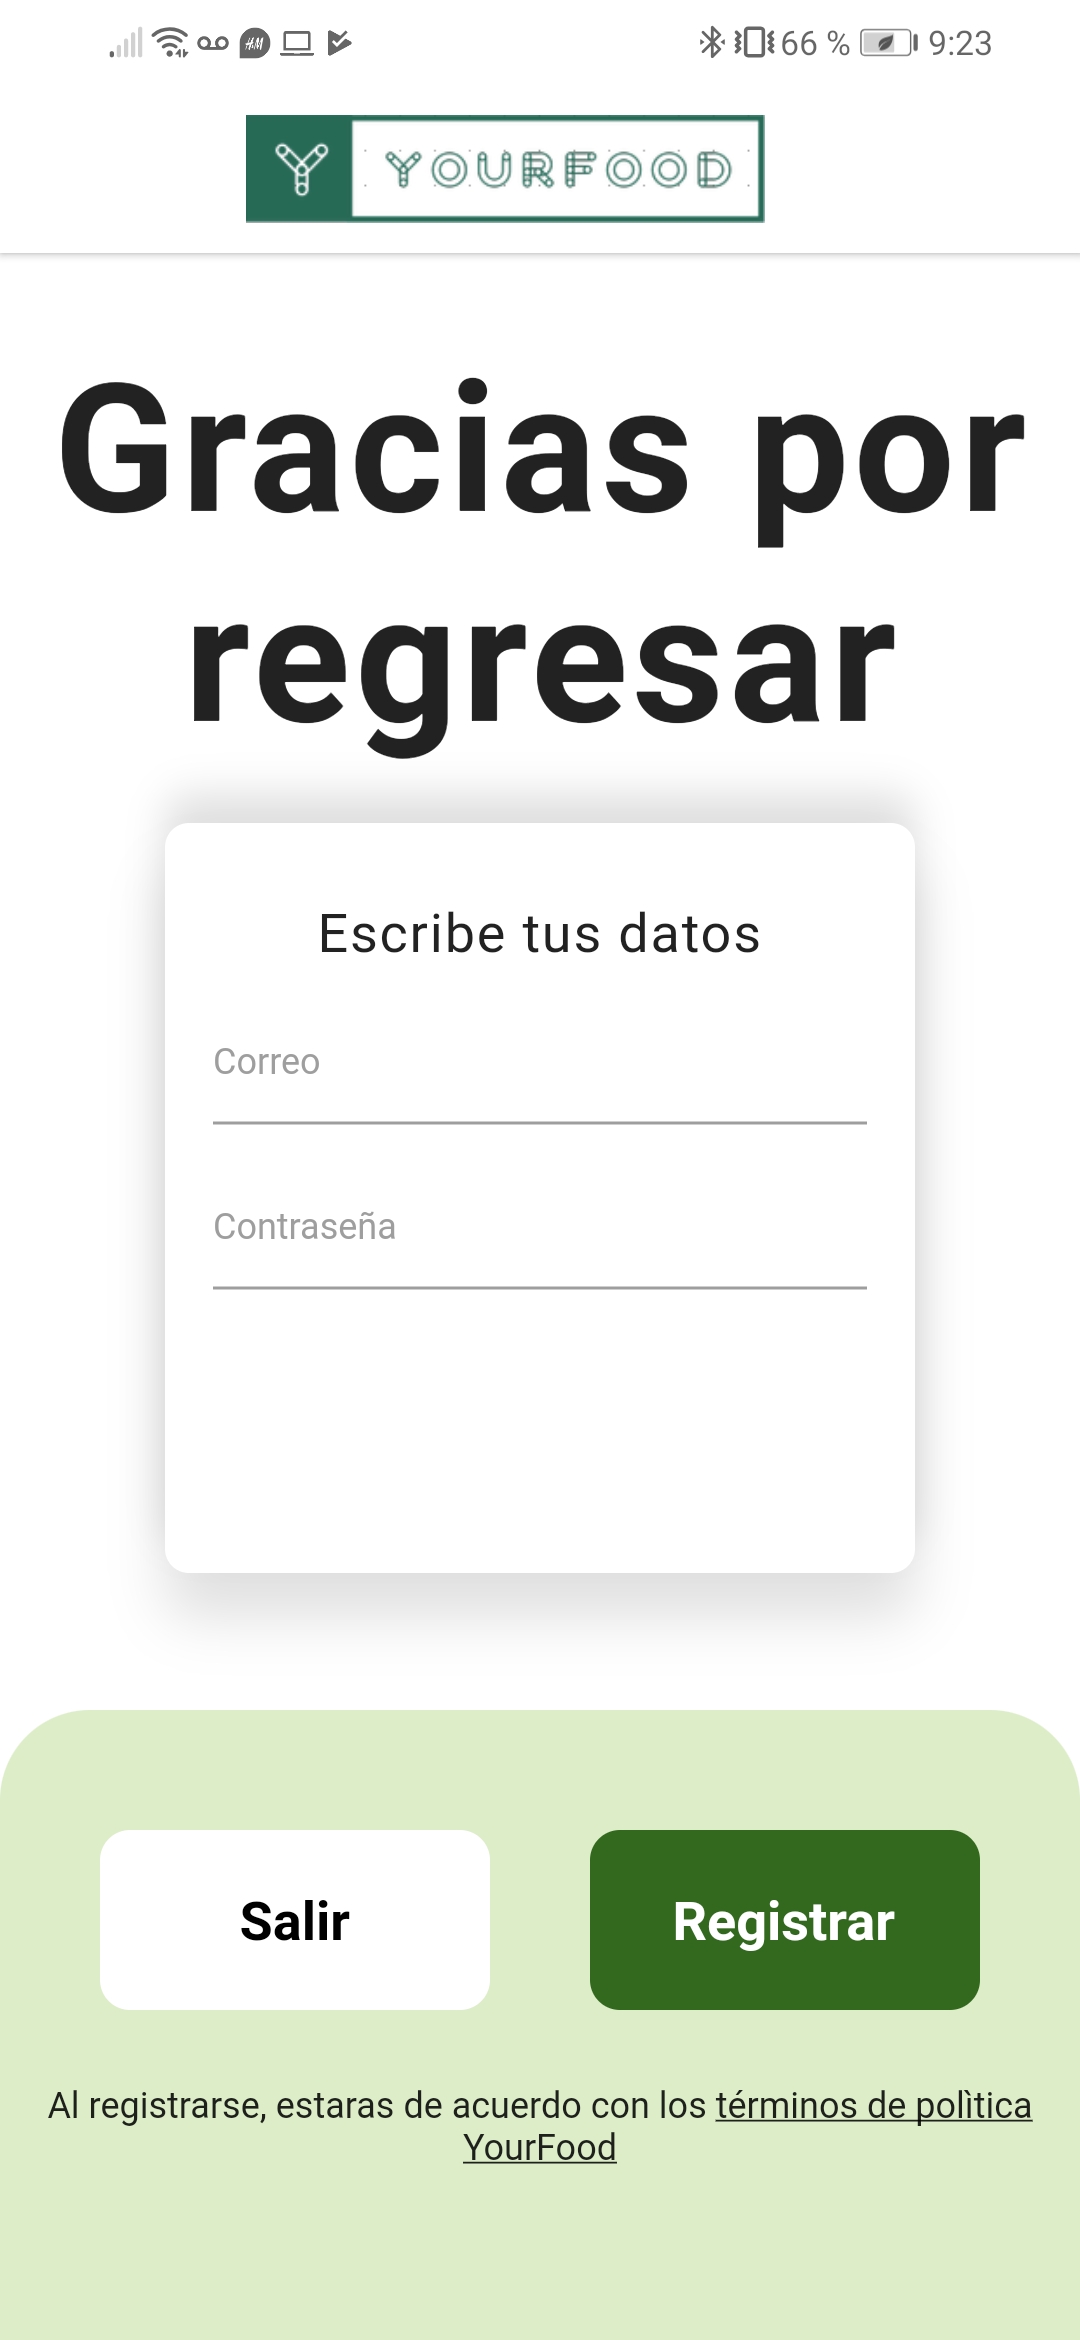 66 % 9:23
Y YOURFOOD
Gracias por
regresar
Escribe tus datos
Correo
Contraseña
Salir Registrar
Al registrarse, estaras de acuerdo con los términos de polìtica
YourFood